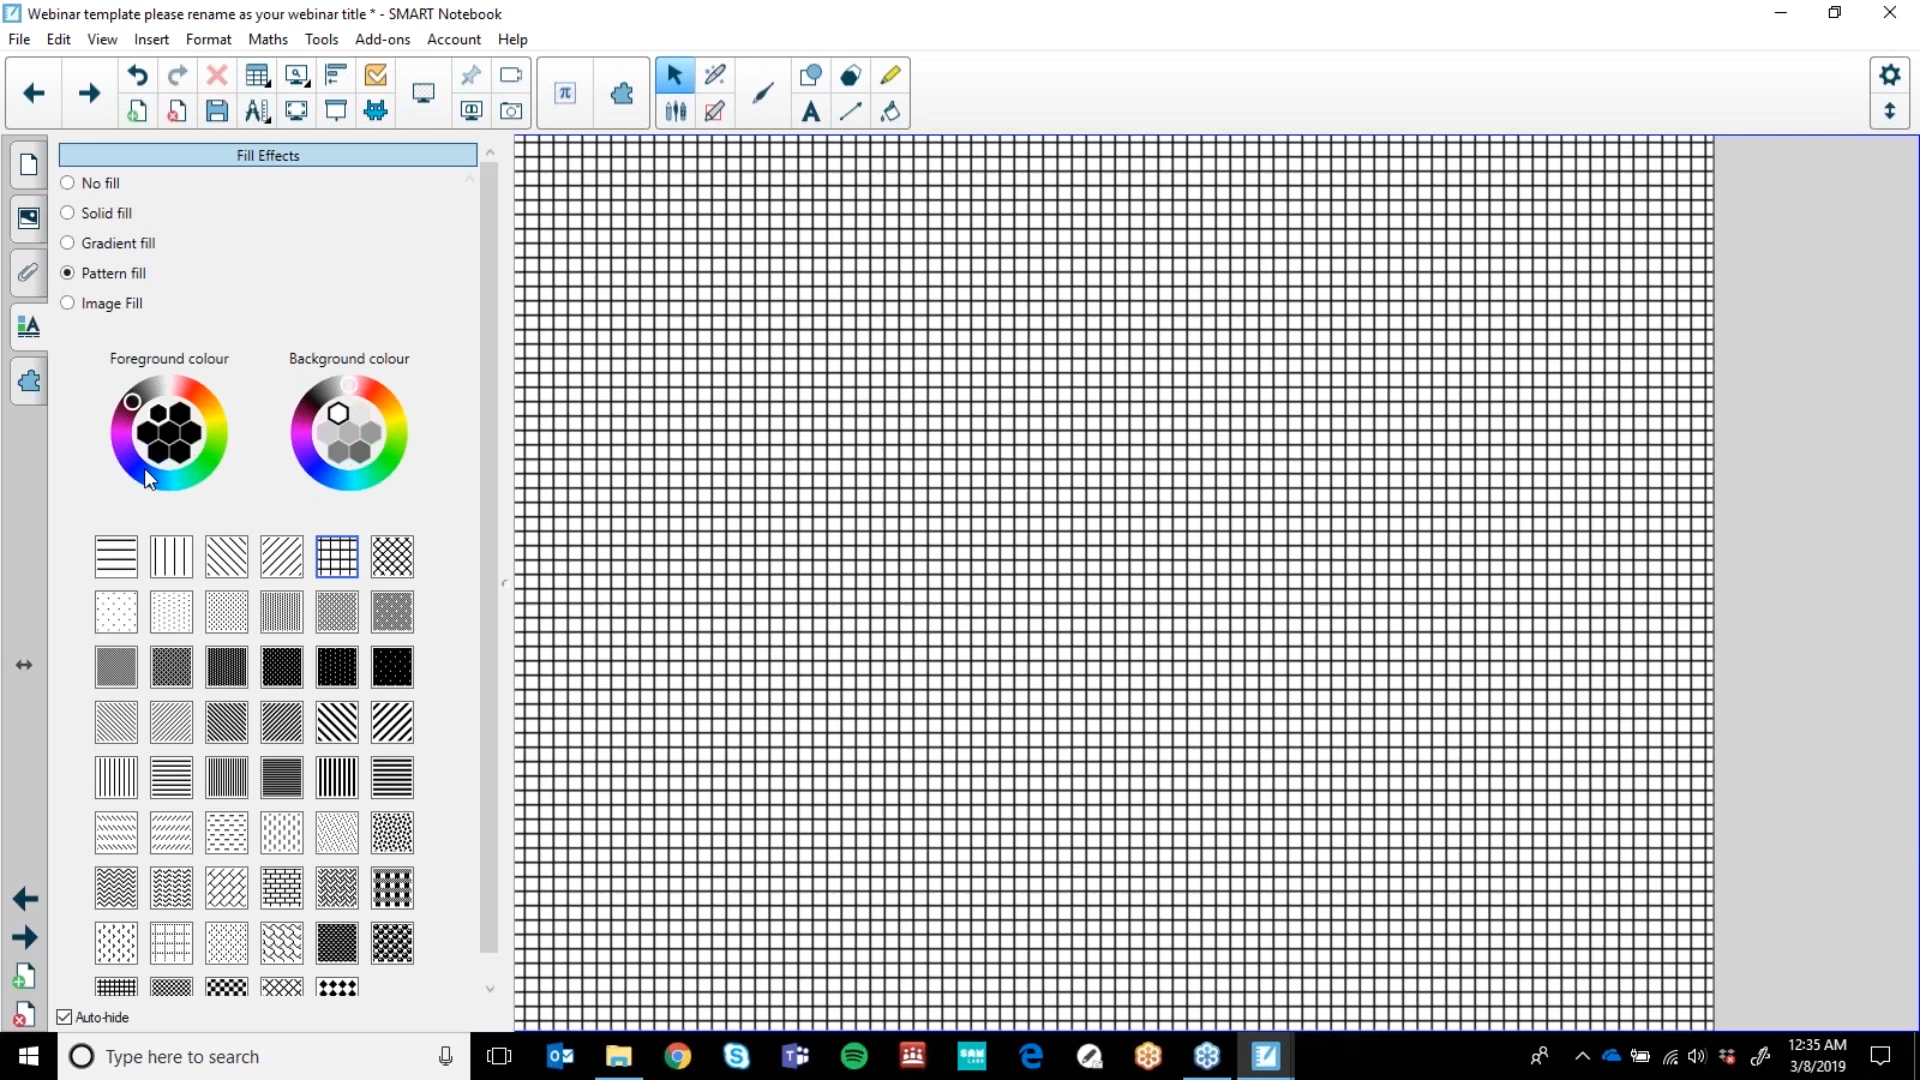 Webinar template please rename as your webinar title * - SMART Notebook
File Edit View Insert Format Maths Tools Add-ons Account Help
π
A
Fill Effects
No fill
Solid fill
Gradient fill
Pattern fill
Image Fill
A
Foreground colour Background colour
Auto-hide
Type here to search
SAM LABS
12:35 AM
3/8/2019